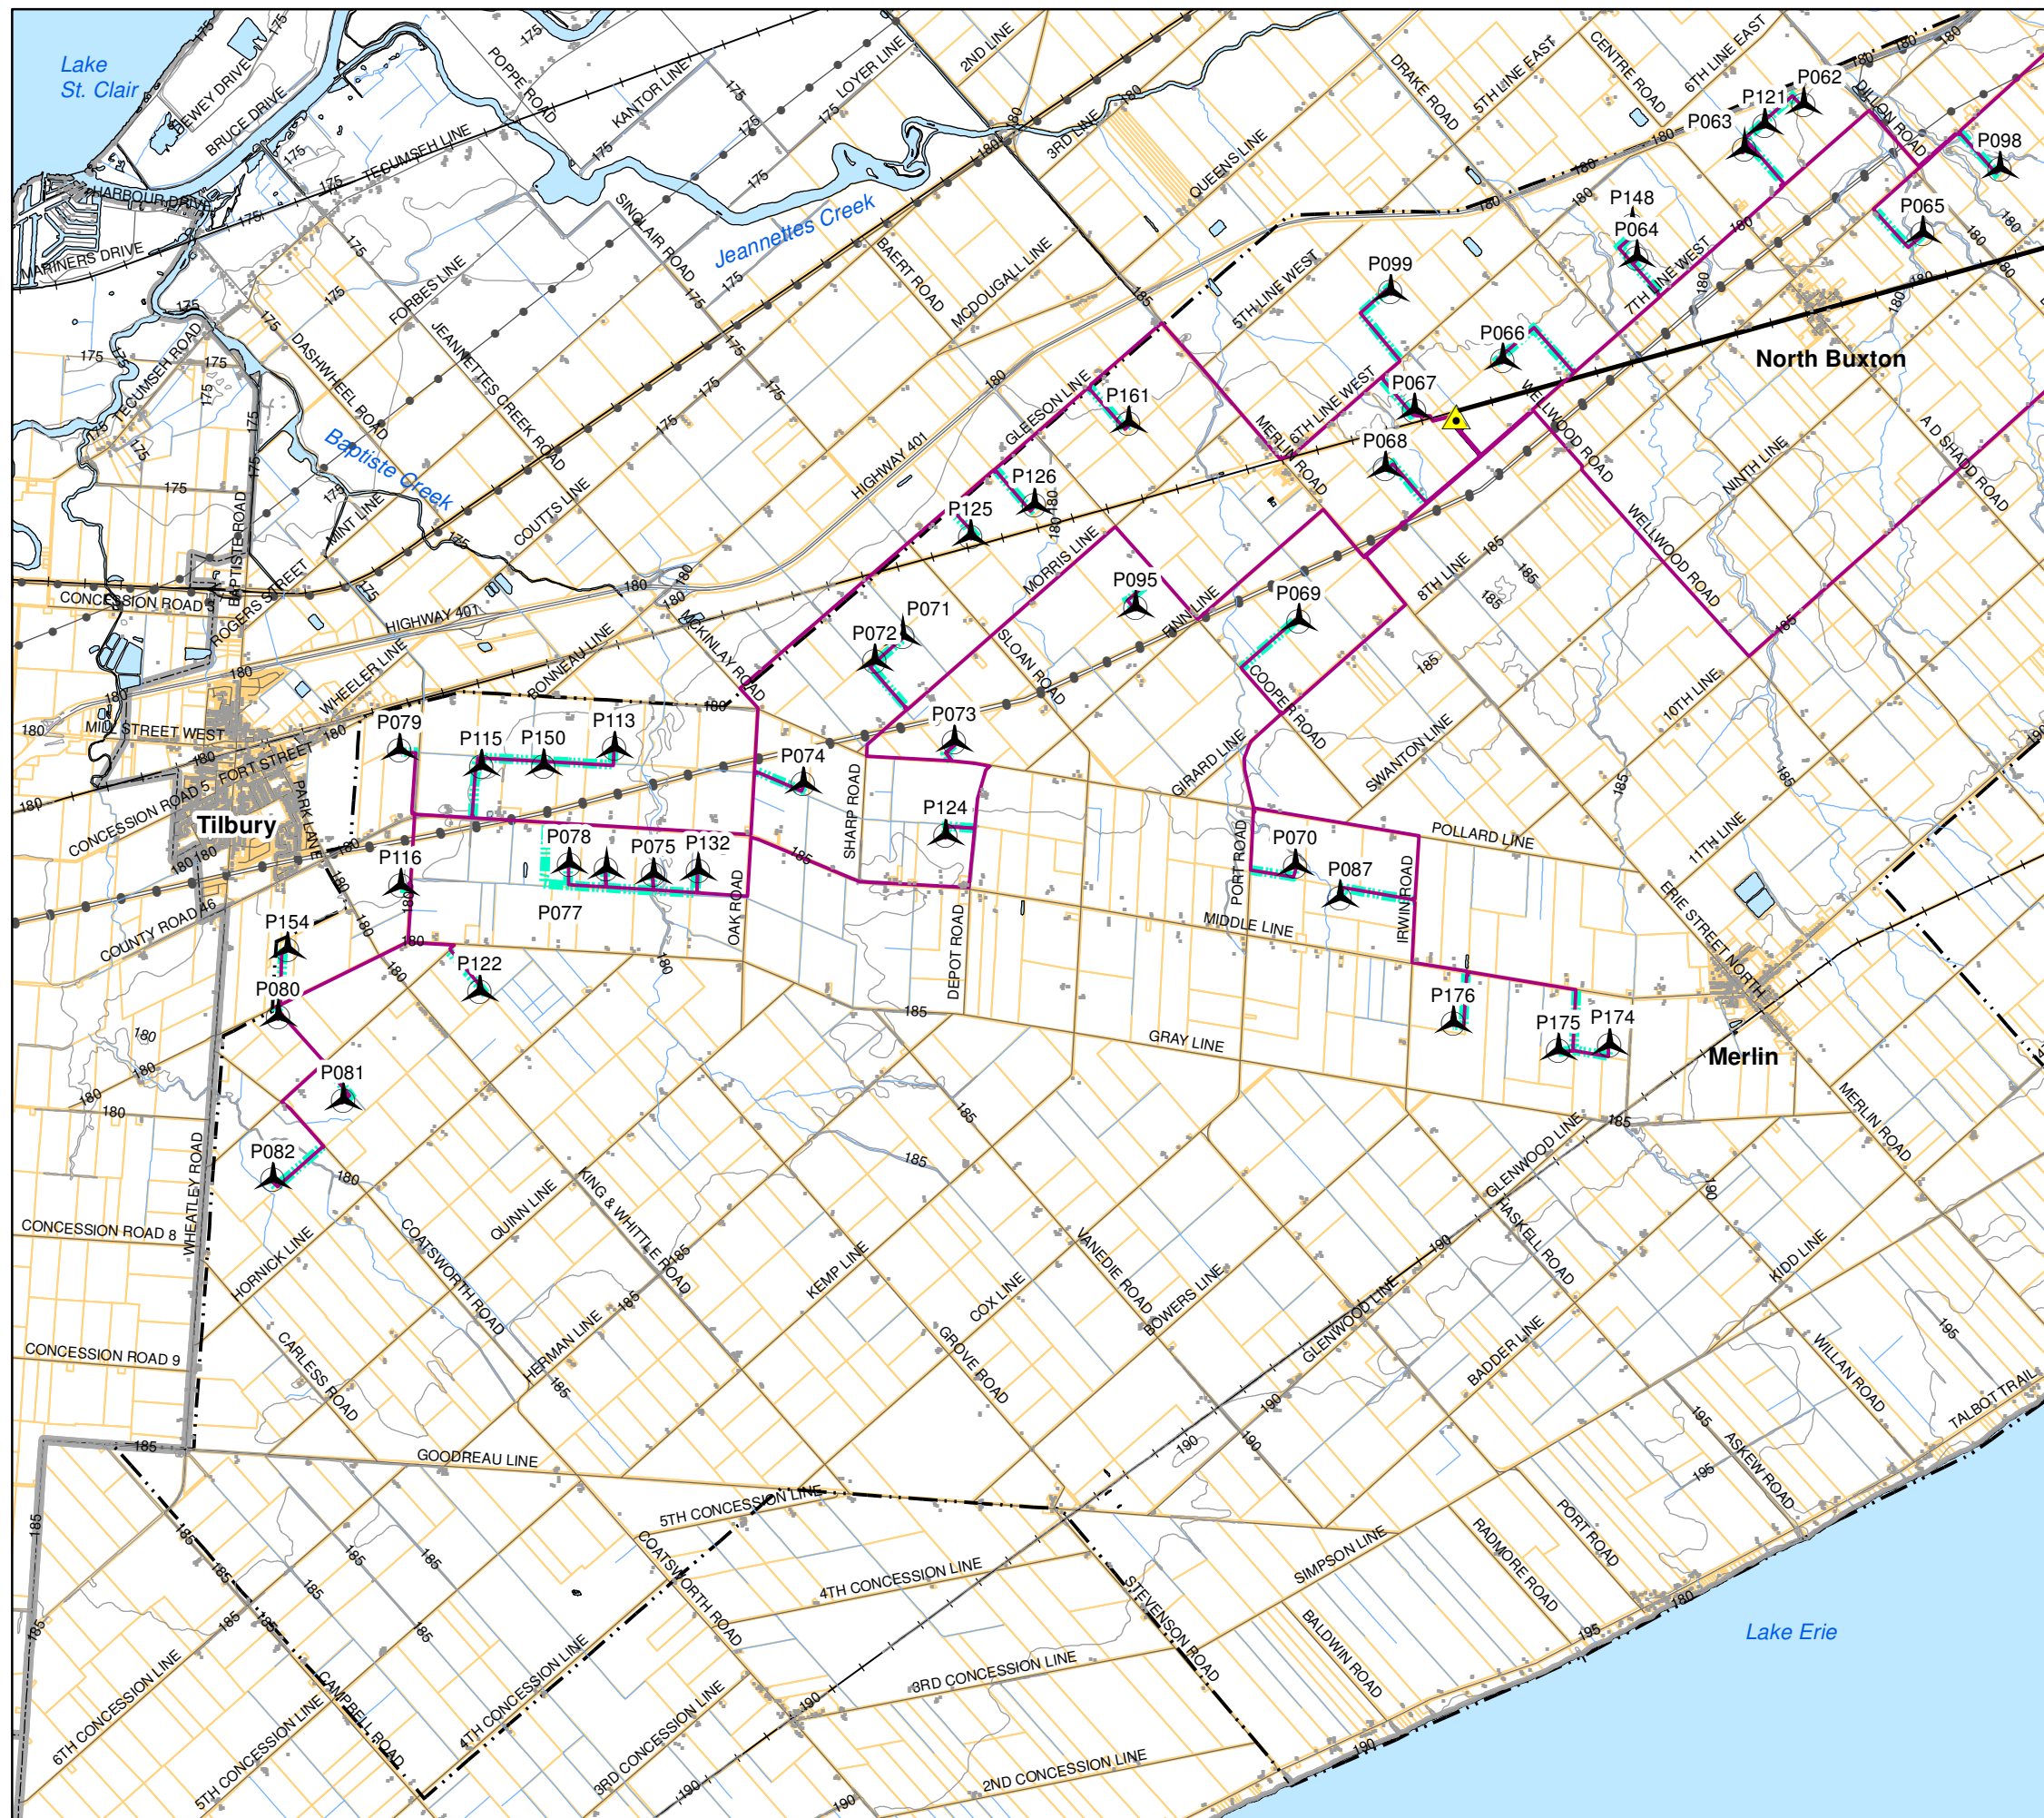 Lake
St. Clair
DEWEY DRIVE
BRUCE DRIVE
HARBOUR DRIVE
MARINERS DRIVE
TECUMSEH LINE
TECUMSEH ROAD
POPPE ROAD
KANTOR LINE
LOYER LINE
2ND LINE
3RD LINE
SINCLAIR ROAD
Jeannettes Creek
BAERT ROAD
MCDOUGALL LINE
QUEENS LINE
DRAKE ROAD
5TH LINE EAST
CENTRE ROAD
6TH LINE EAST
DILLON ROAD
P062
P121
P063
P098
P065
P148
P064
7TH LINE WEST
5TH LINE WEST
P099
P066
P067
P068
North Buxton
FORBES LINE
DASHWHEEL ROAD
JEANNETTES CREEK ROAD
Baptiste Creek
MINT LINE
COUTTS LINE
BAPTISTE ROAD
HIGHWAY 401
GLEESON LINE
P161
P126
P125
MERLIN ROAD
6TH LINE WEST
WELLWOOD ROAD
WELLWOOD ROAD
NINTH LINE
A D SHADD ROAD
8TH LINE
10TH LINE
11TH LINE
MORRIS LINE
P095
FINN LINE
P069
COOPER ROAD
SWANTON LINE
GIRARD LINE
SLOAN ROAD
P071
P072
P073
MCKINLAY ROAD
BONNEAU LINE
HIGHWAY 401
ROGERS STREET
WHEELER LINE
MILL STREET WEST
FORT STREET
CONCESSION ROAD 5
PARK LANE
Tilbury
COUNTY ROAD 46
P079
P115
P150
P113
P074
P124
SHARP ROAD
DEPOT ROAD
OAK ROAD
P078
P075
P132
P077
P116
P154
P080
P122
P081
P082
P070
P087
PORT ROAD
IRWIN ROAD
POLLARD LINE
MIDDLE LINE
GRAY LINE
ERIE STREET NORTH
P176
P175
P174
Merlin
MERLIN ROAD
WHEATLEY ROAD
CONCESSION ROAD 8
CONCESSION ROAD 9
HORNICK LINE
CARLESS ROAD
COATSWORTH ROAD
QUINN LINE
KING & WHITTLE ROAD
HERMAN LINE
KEMP LINE
COX LINE
GROVE ROAD
VANEDIE ROAD
BOWERS LINE
GLENWOOD LINE
GLENWOOD LINE
HASKELL ROAD
BADDER LINE
KIDD LINE
WILLAN ROAD
ASKEW ROAD
TALBOT TRAIL
GOODREAU LINE
5TH CONCESSION LINE
4TH CONCESSION LINE
3RD CONCESSION LINE
2ND CONCESSION LINE
COATSWORTH ROAD
STEVENSON ROAD
SIMPSON LINE
BALDWIN ROAD
RADMORE ROAD
PORT ROAD
Lake Erie
6TH CONCESSION LINE
5TH CONCESSION LINE
CAMPBELL ROAD
4TH CONCESSION LINE
3RD CONCESSION LINE
175
180
185
190
195